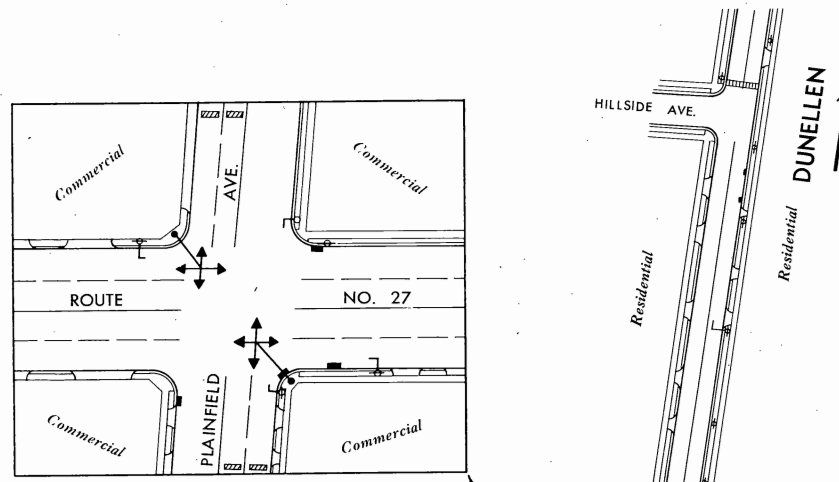 Commercial
AVE.
Commercial
ROUTE
NO. 27
Commercial
PLAINFIELD
Commercial
HILLSIDE AVE.
DUNELLEN
Residential
Residential